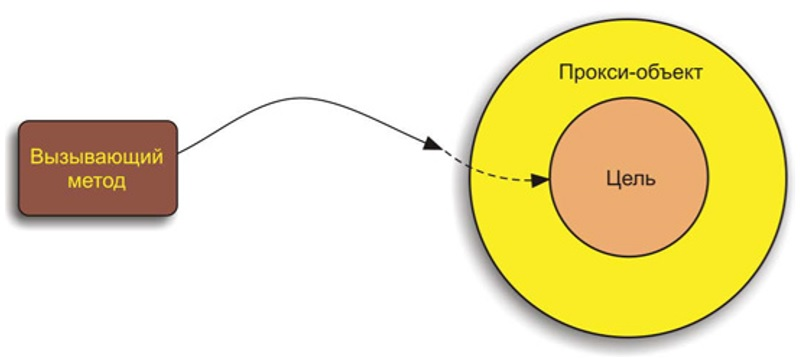 Прокси-объект
Вызывающий
метод
Цель